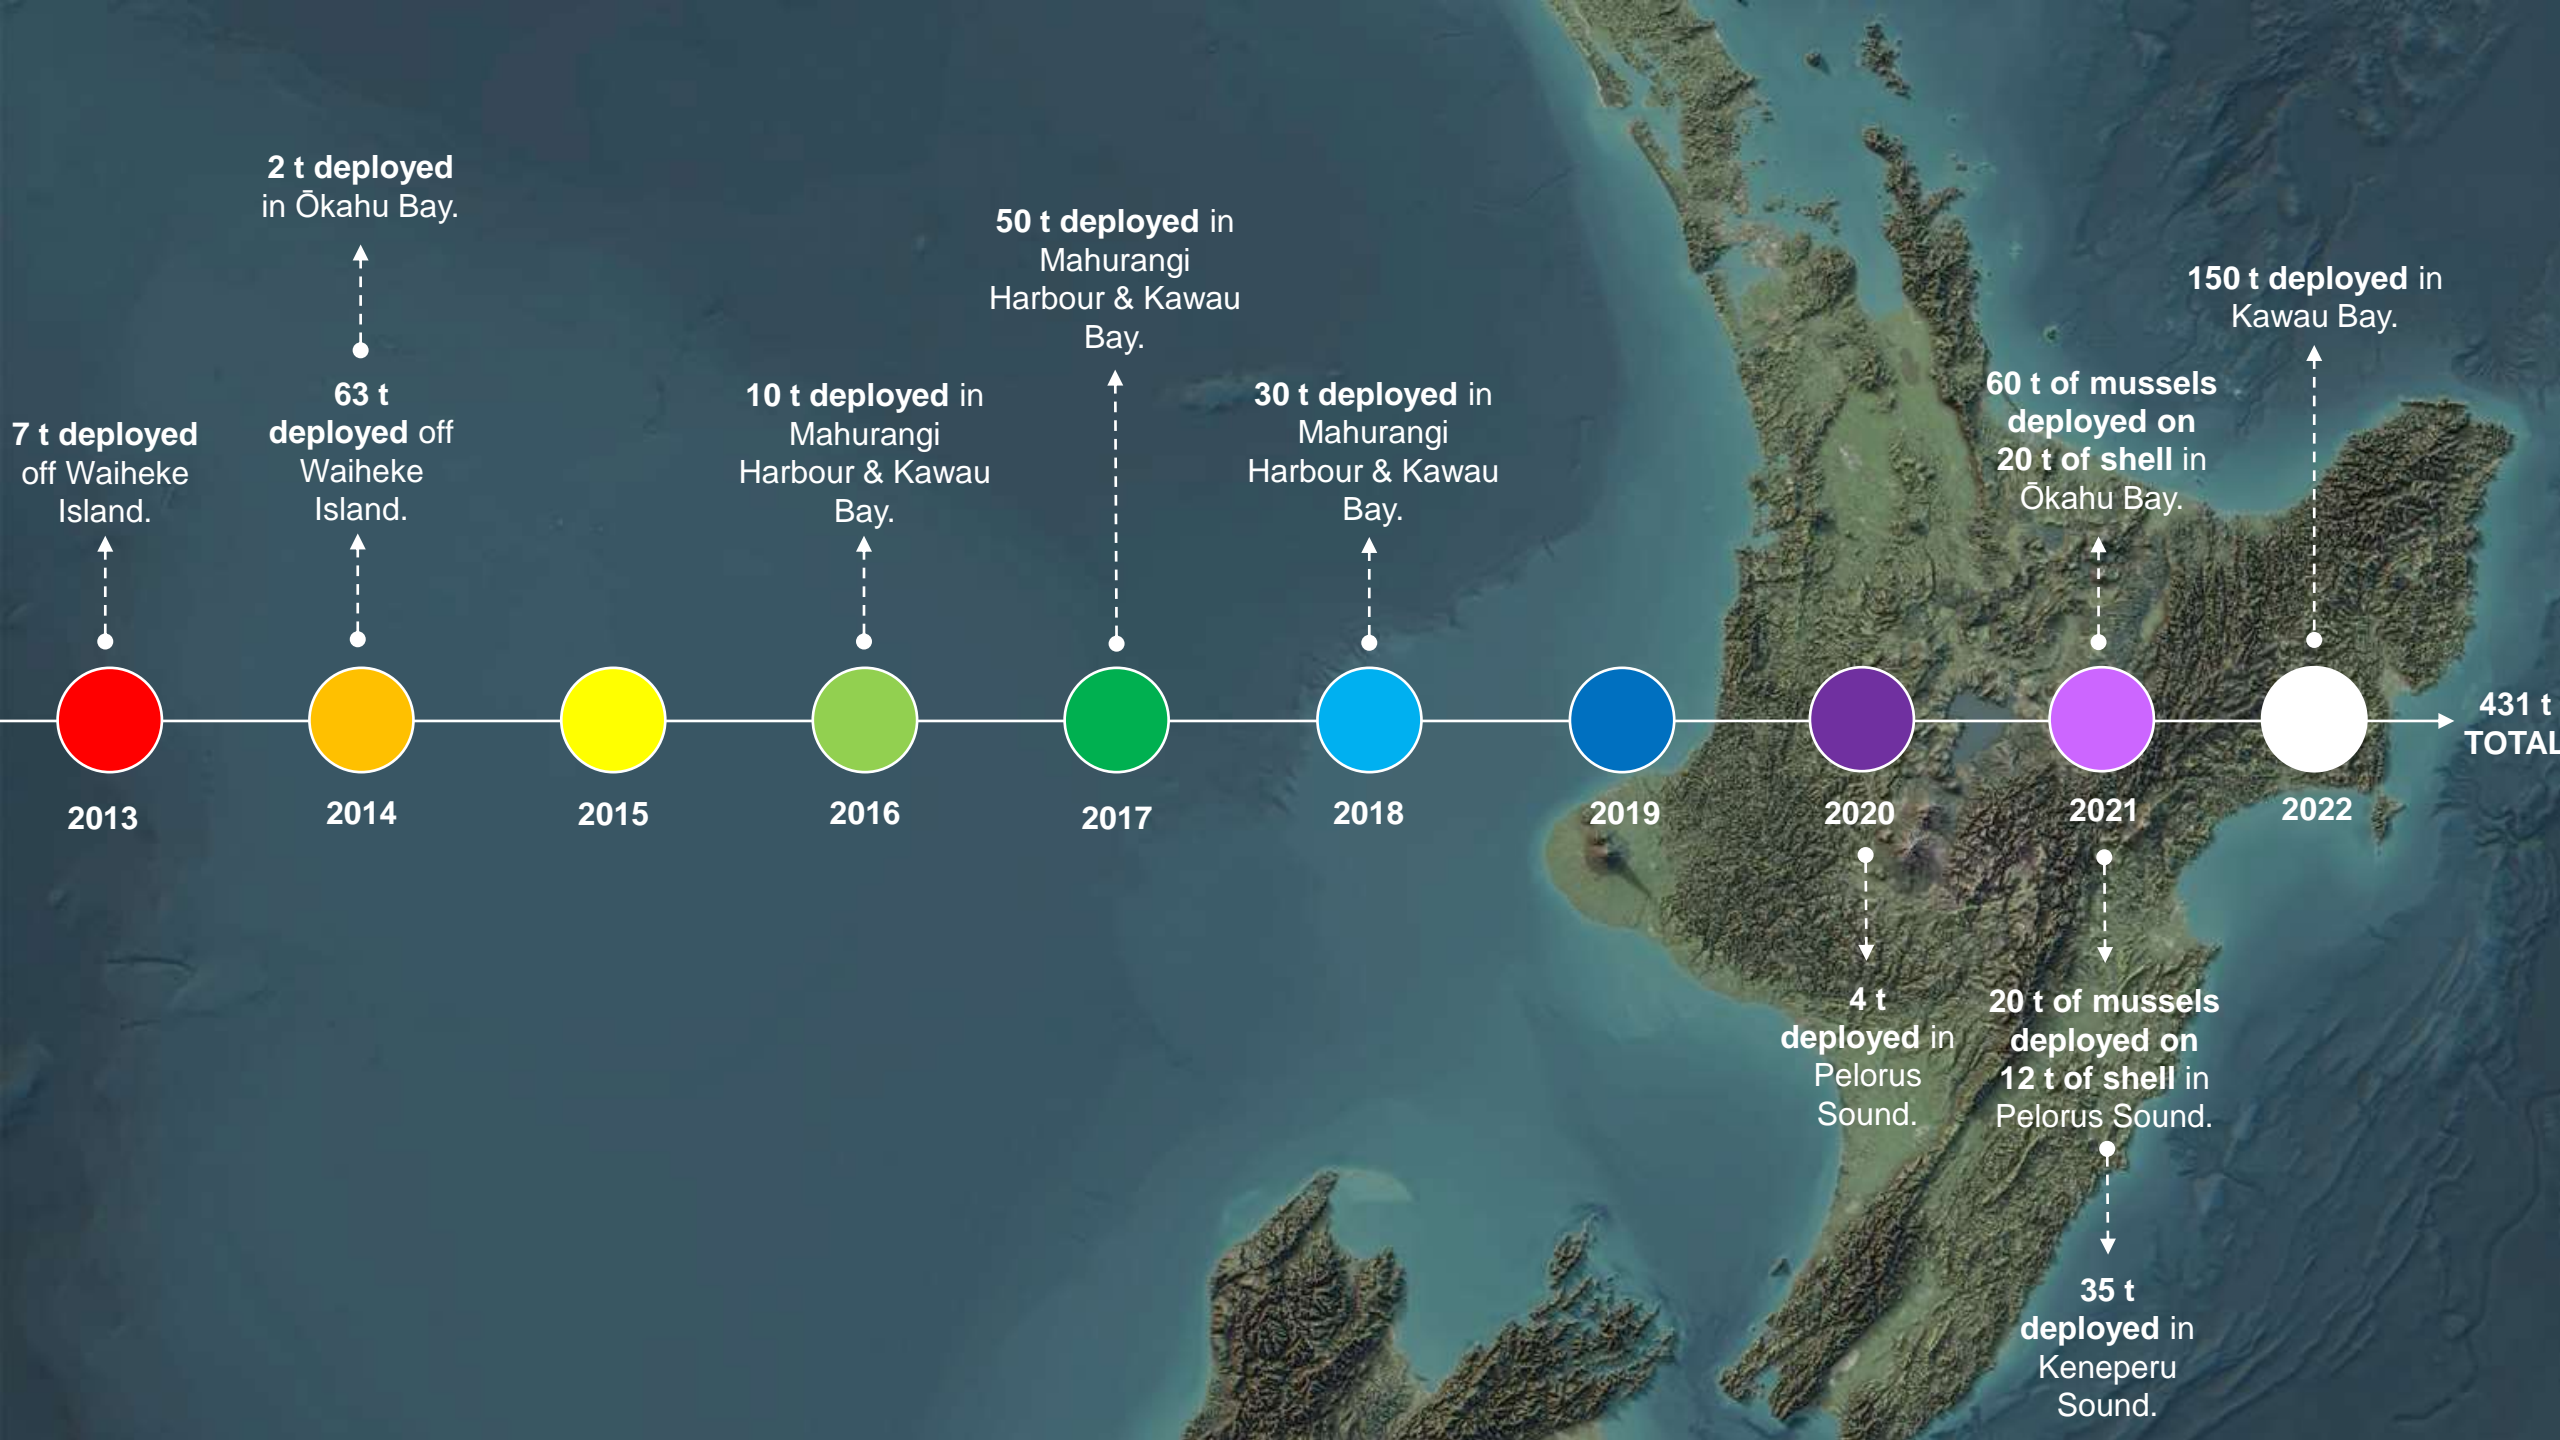 2 t deployed
in Ōkahu Bay.
7 t deployed
off Waiheke
Island.
63 t
deployed off
Waiheke
Island.
10 t deployed in
Mahurangi
Harbour & Kawau
Bay.
50 t deployed in
Mahurangi
Harbour & Kawau
Bay.
30 t deployed in
Mahurangi
Harbour & Kawau
Bay.
60 t of mussels
deployed on
20 t of shell in
Ōkahu Bay.
150 t deployed in
Kawau Bay.
431 t
TOTAL
2013
2014
2015
2016
2017
2018
2019
2020
2021
2022
4 t
deployed in
Pelorus
Sound.
20 t of mussels
deployed on
12 t of shell in
Pelorus Sound.
35 t
deployed in
Keneperu
Sound.